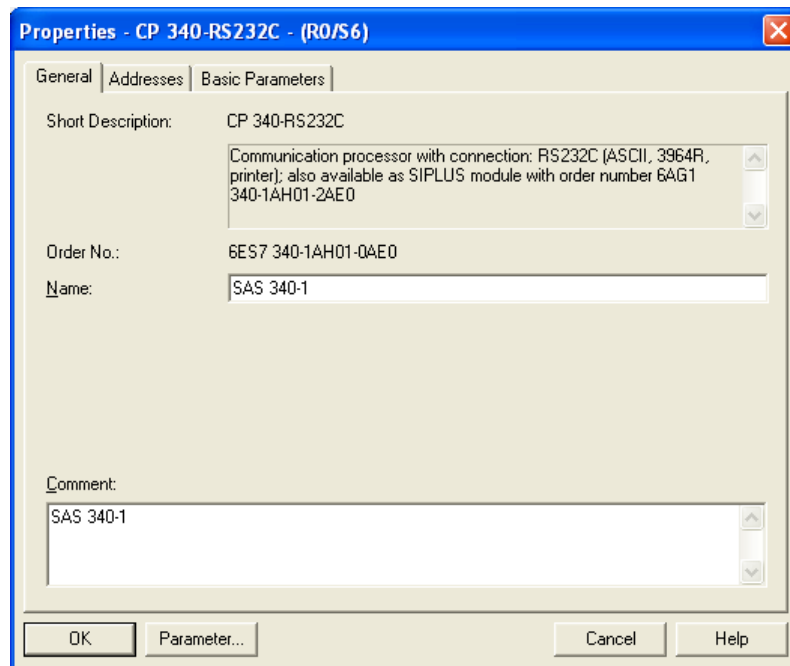 Properties - CP 340-RS232C - (R0/S6)
General Addresses Basic Parameters
Short Description: CP 340-RS232C
Communication processor with connection: RS232C (ASCII, 3964R,
printer); also available as SIPLUS module with order number 6AG1
340-1AH01-2AE0
Order No.: 6ES7 340-1AH01-0AE0
Name: SAS 340-1
Comment:
SAS 340-1
OK Parameter... Cancel Help